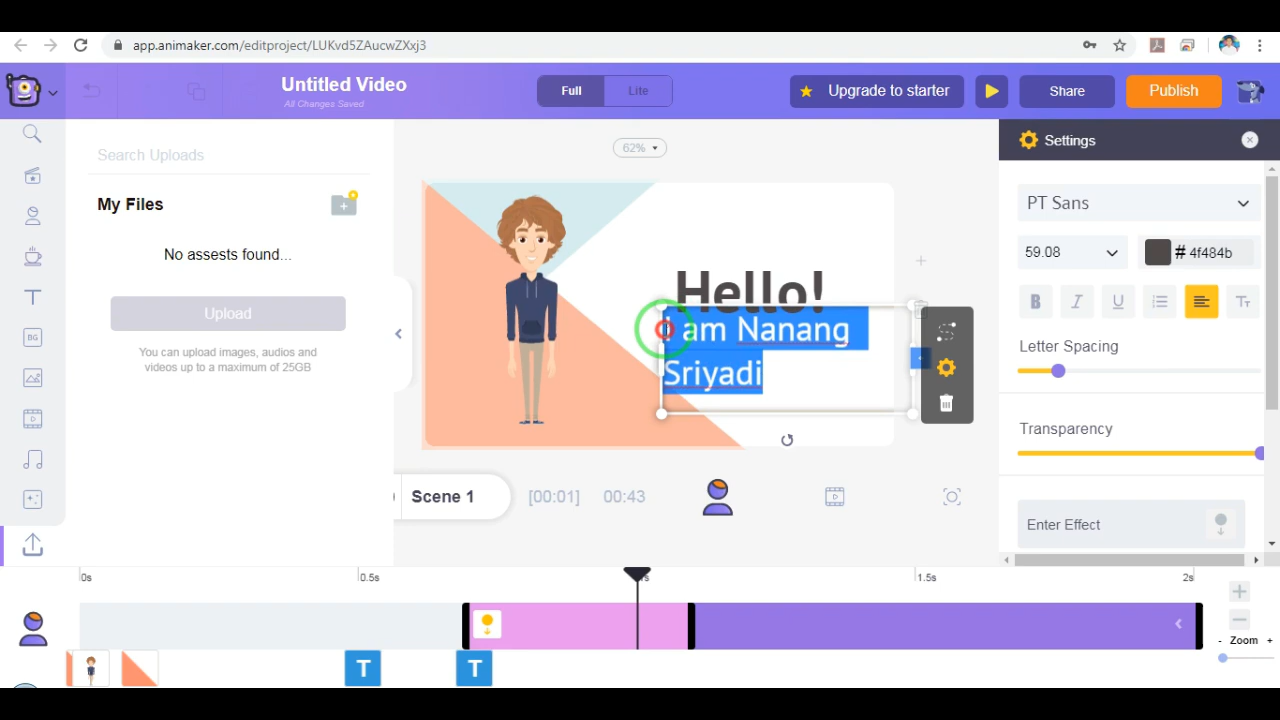 app.animaker.com/editproject/LUKvd5ZAucwZXxj3
Untitled Video
All Changes Saved
Full
Lite
Upgrade to starter
Share
Publish
Search Uploads
62%
Settings
My Files
PT Sans
No assests found...
59.08
# 4f484b
Hello!
Upload
B
I
U
Tт
I am Nanang
Sriyadi
You can upload images, audios and
videos up to a maximum of 25GB
Letter Spacing
T
BG
Transparency
Scene 1
[00:01]
00:43
Enter Effect
0s
0.5s
1.5s
2s
- Zoom +
T
T